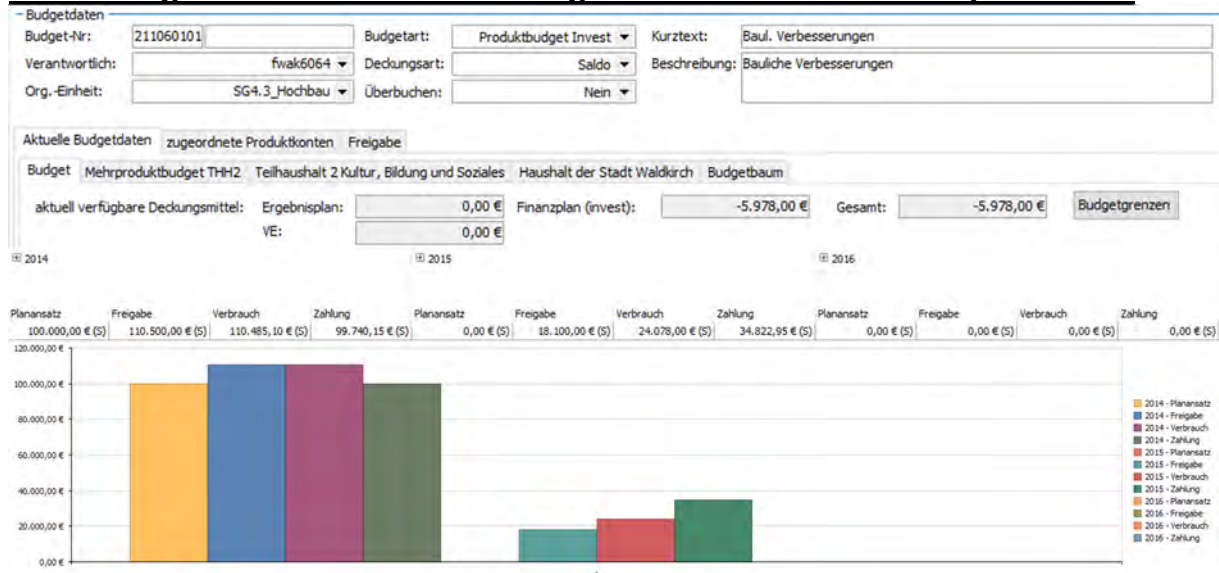 Budgetdaten
Budget-Nr: 211060101 Budgetart: Produktbudget Invest Kurztext: Baul. Verbesserungen
Verantwortlich: fwak6064 Deckungsart: Saldo Beschreibung: Bauliche Verbesserungen
Org.-Einheit: SG4.3_Hochbau Überbuchen: Nein
Aktuelle Budgetdaten zugeordnete Produktkonten Freigabe
Budget Mehrproduktbudget THH2 Teilhaushalt 2 Kultur, Bildung und Soziales Haushalt der Stadt Waldkirch Budgetbaum
aktuell verfügbare Deckungsmittel: Ergebnisplan: 0,00 € Finanzplan (invest): -5.978,00 € Gesamt: -5.978,00 € Budgetgrenzen
VE: 0,00 €
2014 2015 2016
Planansatz Freigabe Verbrauch Zahlung Planansatz Freigabe Verbrauch Zahlung Planansatz Freigabe Verbrauch Zahlung
100.000,00 € (S) 110.500,00 € (S) 110.485,10 € (S) 99.740,15 € (S) 0,00 € (S) 18.100,00 € (S) 24.078,00 € (S) 34.822,95 € (S) 0,00 € (S) 0,00 € (S) 0,00 € (S) 0,00 € (S)
120.000,00 €
100.000,00 €
80.000,00 €
60.000,00 €
40.000,00 €
20.000,00 €
0,00 €
2014 - Planansatz
2014 - Freigabe
2014 - Verbrauch
2014 - Zahlung
2015 - Planansatz
2015 - Freigabe
2015 - Verbrauch
2015 - Zahlung
2016 - Planansatz
2016 - Freigabe
2016 - Verbrauch
2016 - Zahlung